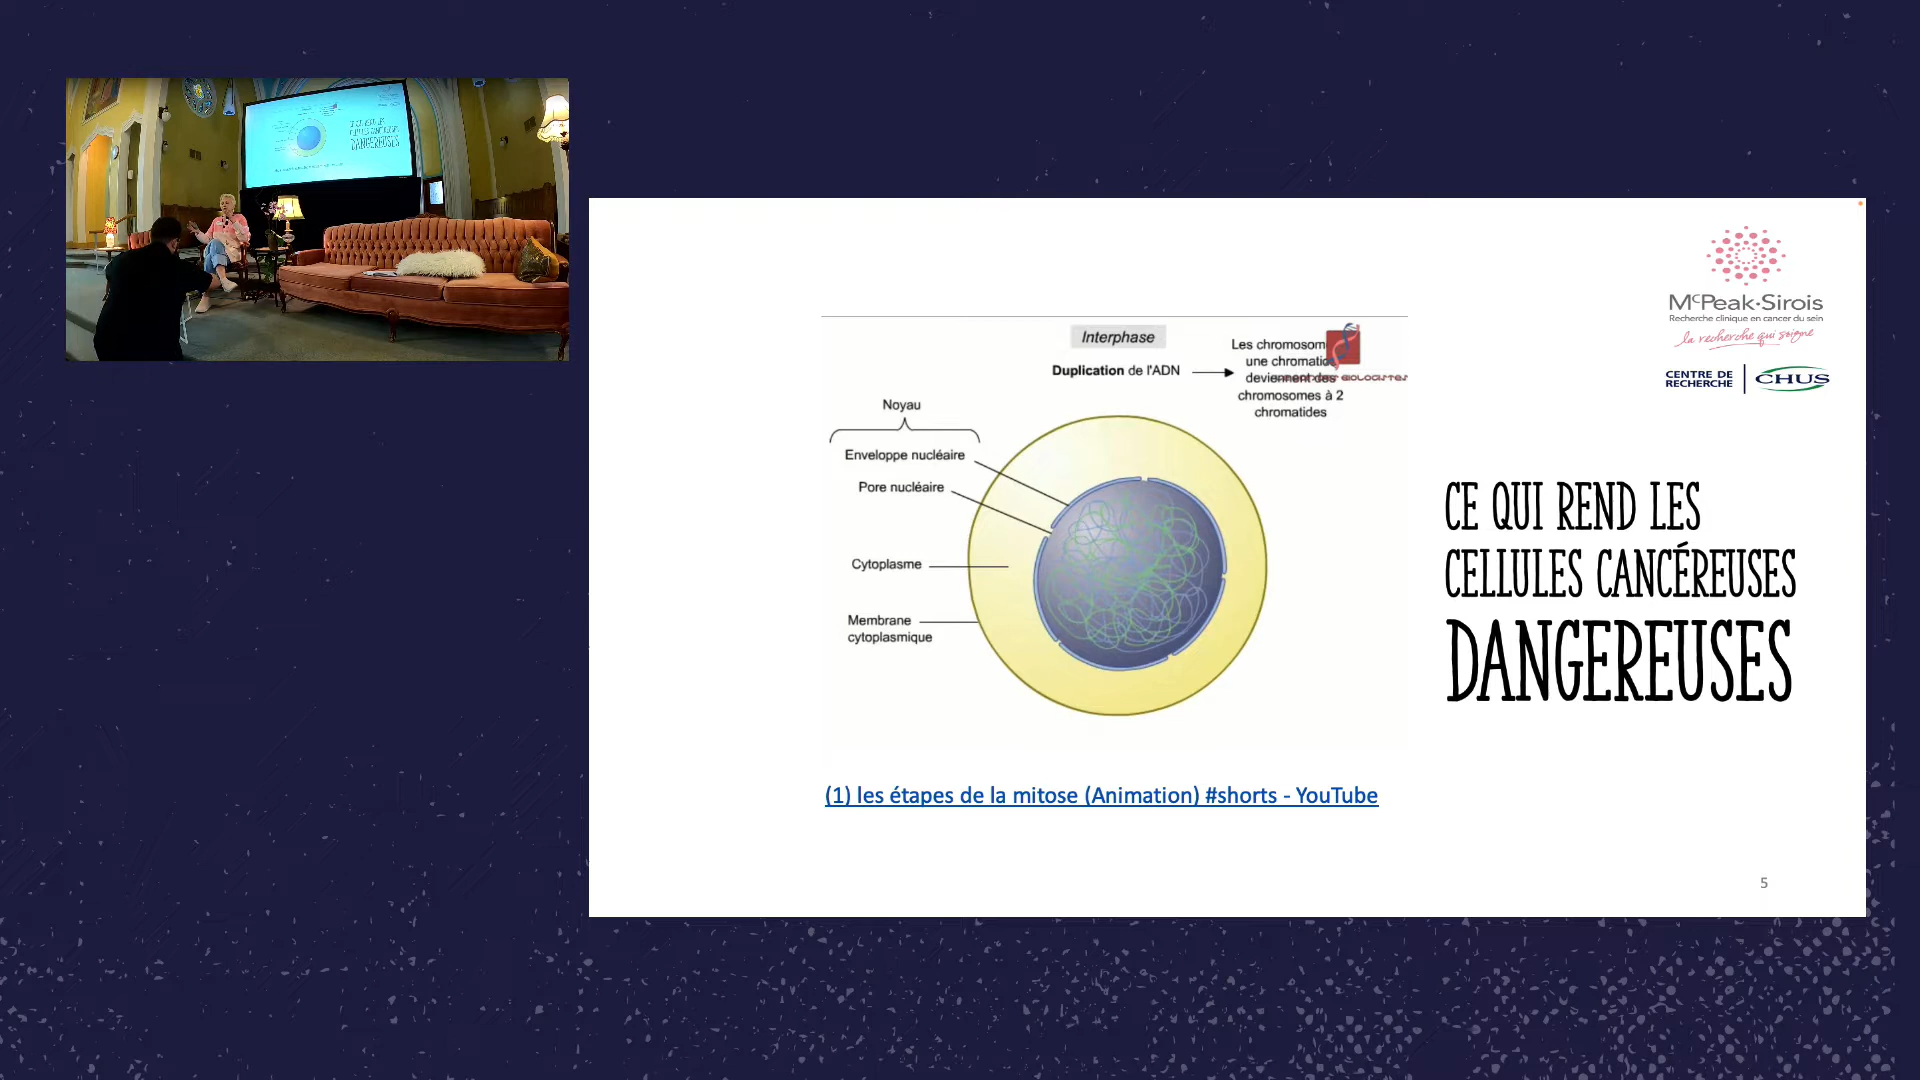 McPeak-Sirois
Recherche clinique en cancer du sein
la recherche qui soigne
CENTRE DE
RECHERCHE
CHUS
Interphase
Duplication de l'ADN
Les chromosom
une chromatid
deviennent des
chromosomes à 2
chromatides
Noyau
Enveloppe nucléaire
Pore nucléaire
Cytoplasme
Membrane
cytoplasmique
CE QUI REND LES
CELLULES CANCÉREUSES
DANGEREUSES
(1) les étapes de la mitose (Animation) #shorts - YouTube
5
DANGEREUSES